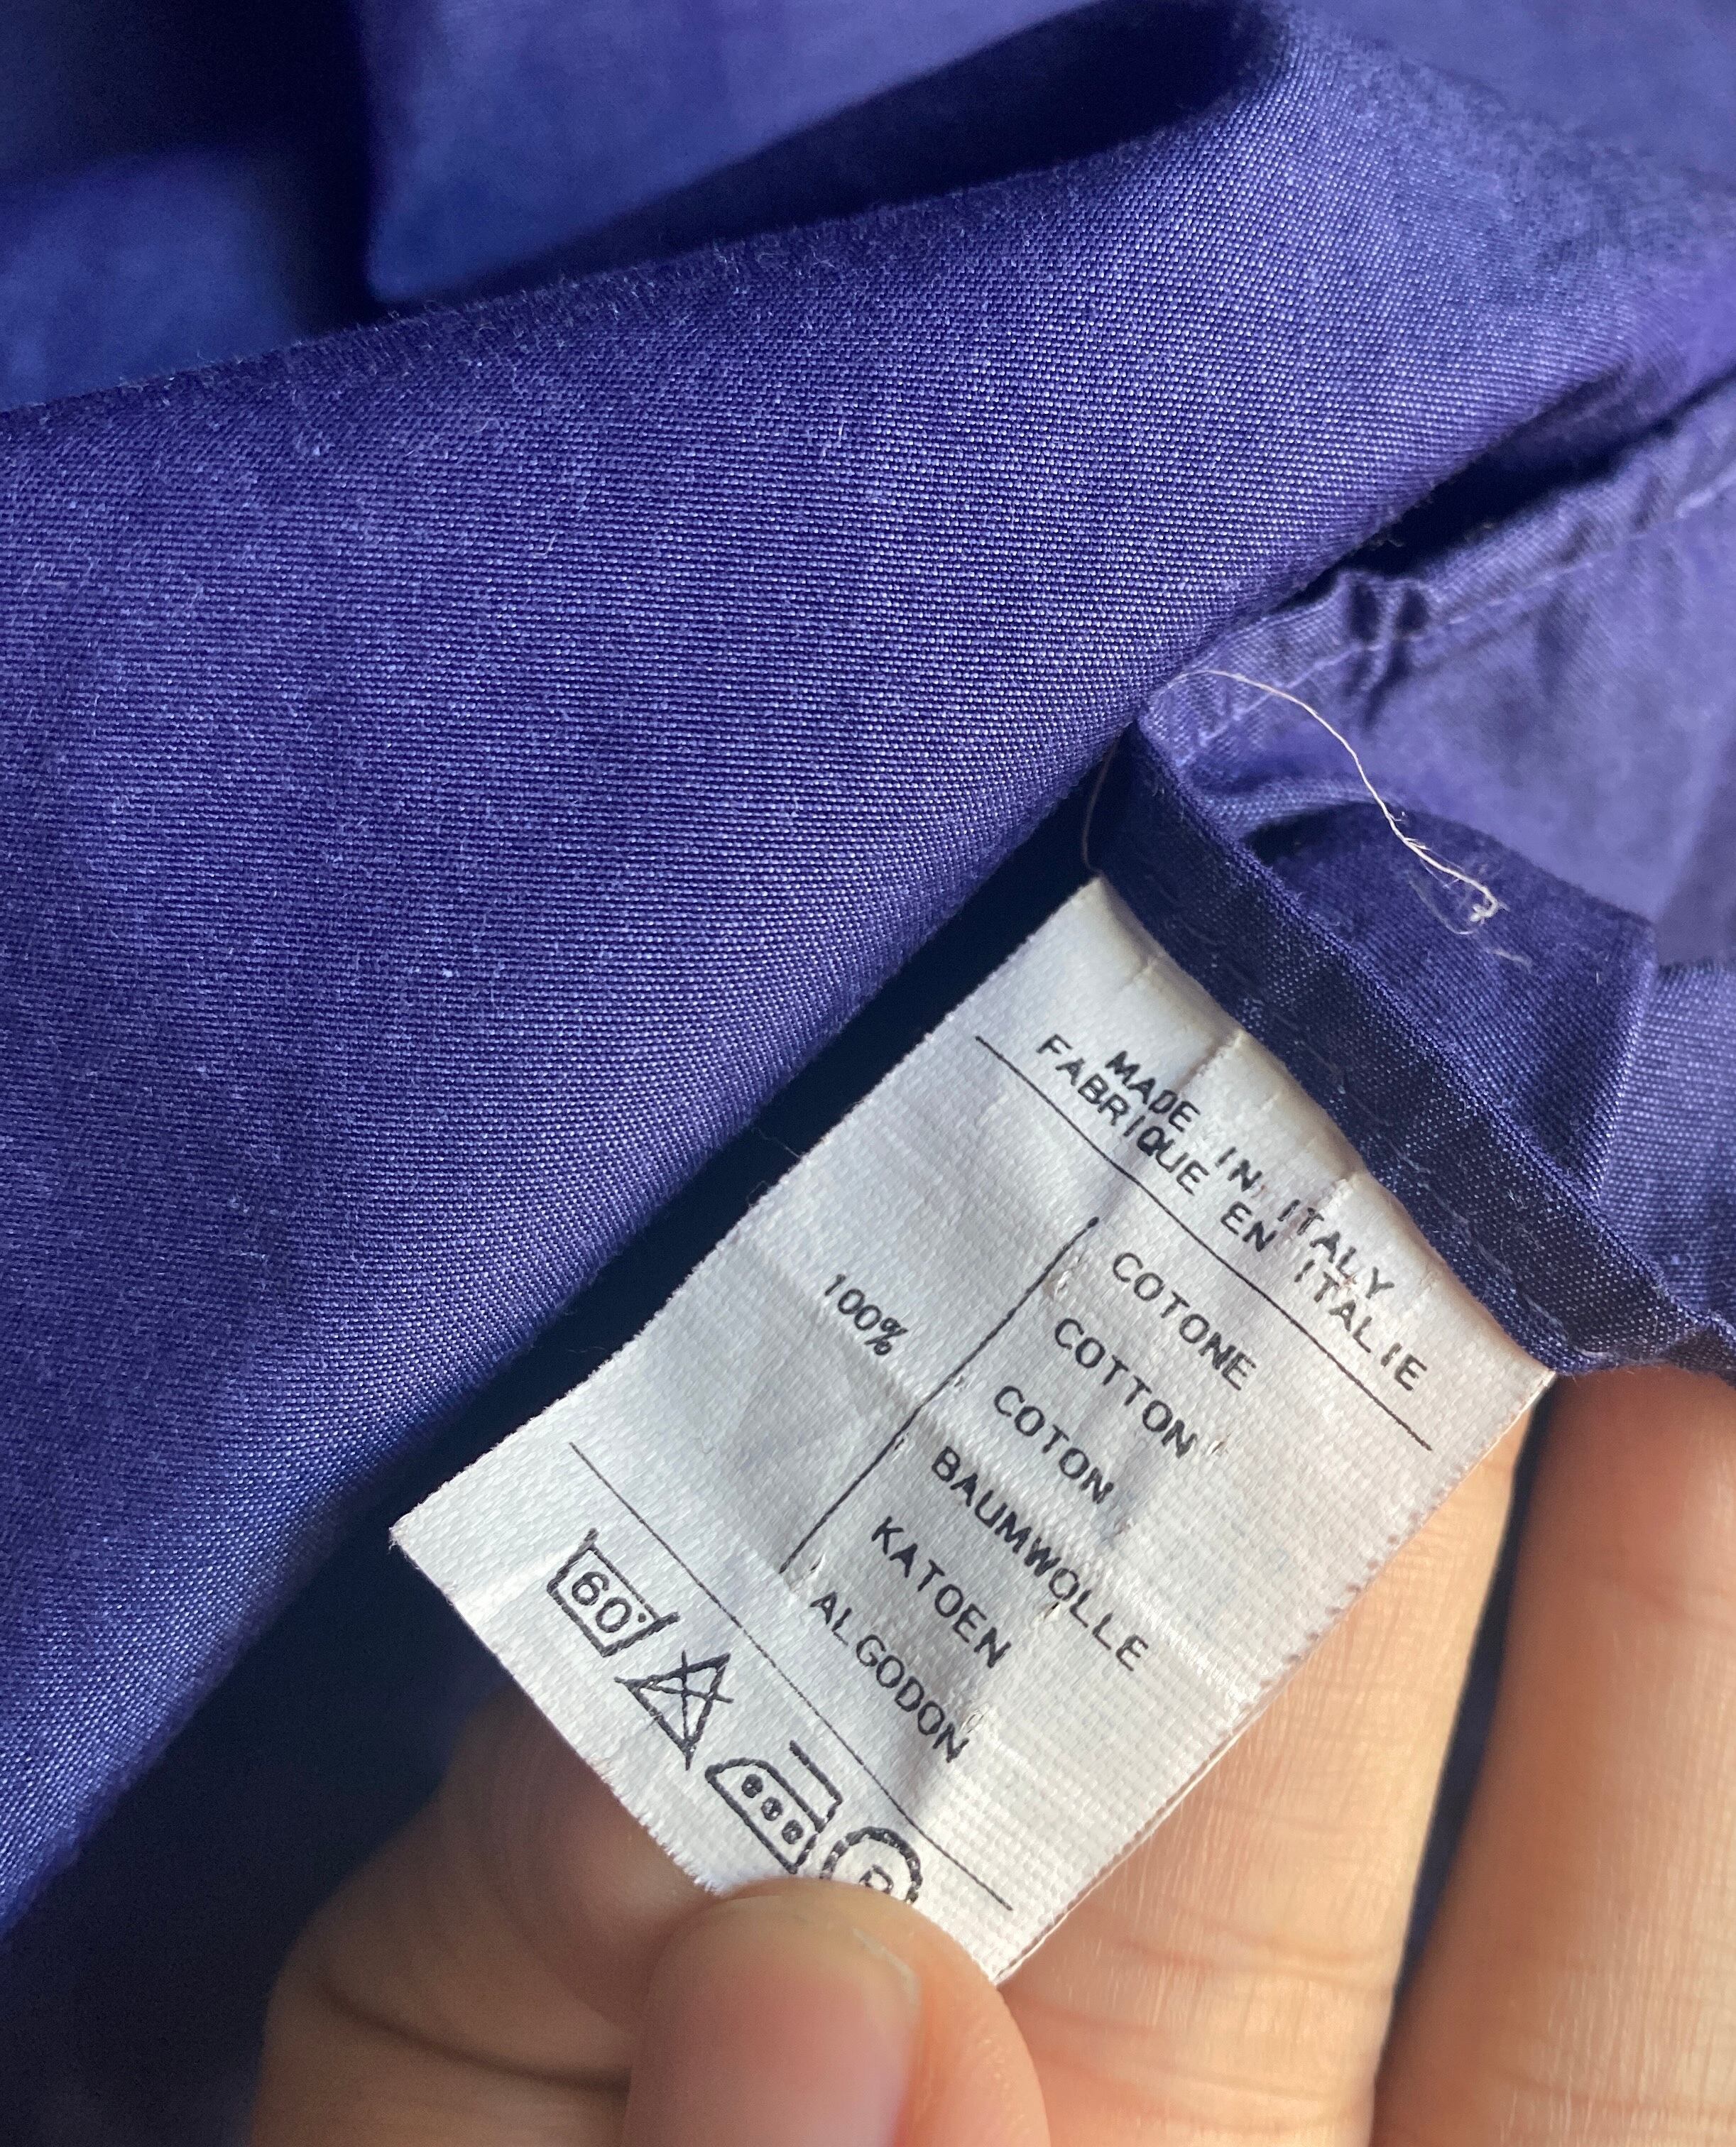 MADE IN ITALY
FABRIQUE EN ITALIE
100%
COTONE
COTTON
COTON
BAUMWOLLE
KATOEN
ALGODON
60°
P